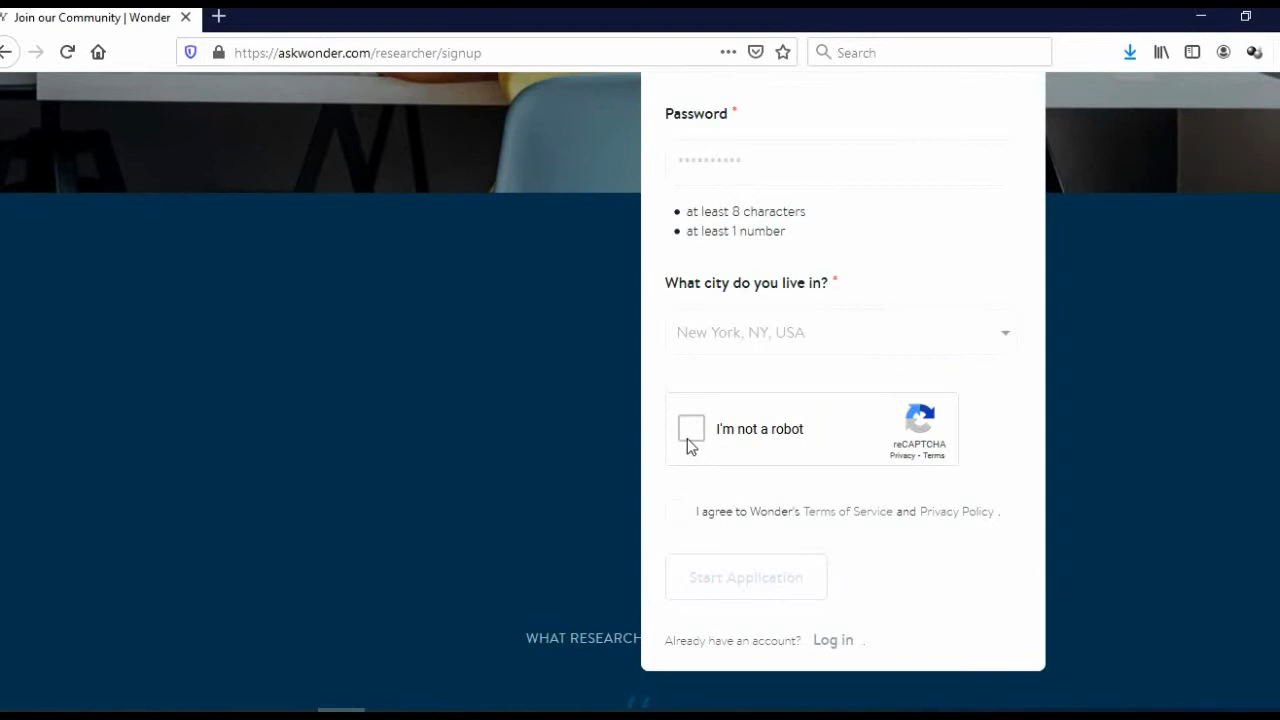 Join our Community | Wonder
https://askwonder.com/researcher/signup
Search
Password *
**********
at least 8 characters
at least 1 number
What city do you live in? *
New York, NY, USA
I'm not a robot
reCAPTCHA
Privacy - Terms
I agree to Wonder's Terms of Service and Privacy Policy .
Start Application
WHAT RESEARCH
Already have an account? Log in .